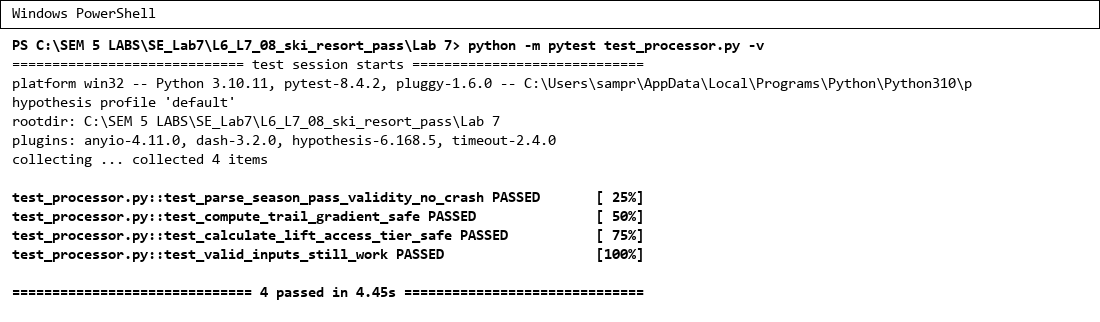 Windows PowerShell
PS C:\SEM 5 LABS\SE_Lab7\L6_L7_08_ski_resort_pass\Lab 7> python -m pytest test_processor.py -v
============================= test session starts =============================
platform win32 -- Python 3.10.11, pytest-8.4.2, pluggy-1.6.0 -- C:\Users\sampr\AppData\Local\Programs\Python\Python310\p
hypothesis profile 'default'
rootdir: C:\SEM 5 LABS\SE_Lab7\L6_L7_08_ski_resort_pass\Lab 7
plugins: anyio-4.11.0, dash-3.2.0, hypothesis-6.168.5, timeout-2.4.0
collecting ... collected 4 items
test_processor.py::test_parse_season_pass_validity_no_crash PASSED       [ 25%]
test_processor.py::test_compute_trail_gradient_safe PASSED               [ 50%]
test_processor.py::test_calculate_lift_access_tier_safe PASSED           [ 75%]
test_processor.py::test_valid_inputs_still_work PASSED                   [100%]
============================== 4 passed in 4.45s ==============================